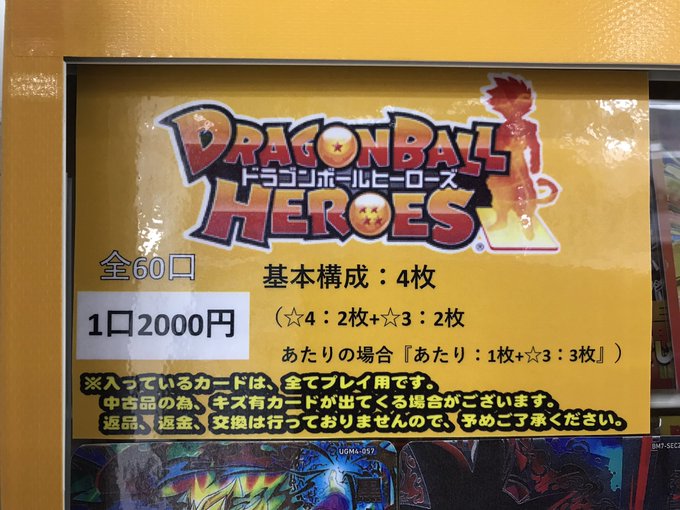 DRAGONBALL
ドラゴンボールヒーローズ
HEROES
®
全60口
基本構成：4枚
1口2000円
（☆4：2枚+☆3：2枚
あたりの場合『あたり：1枚+☆3：3枚』）
※入っているカードは、全てプレイ用です。
中古品の為、キズ有カードが出てくる場合がございます。
返品、返金、交換は行っておりませんので、予めご了承ください。
UGM4-057
BM7-SEC2